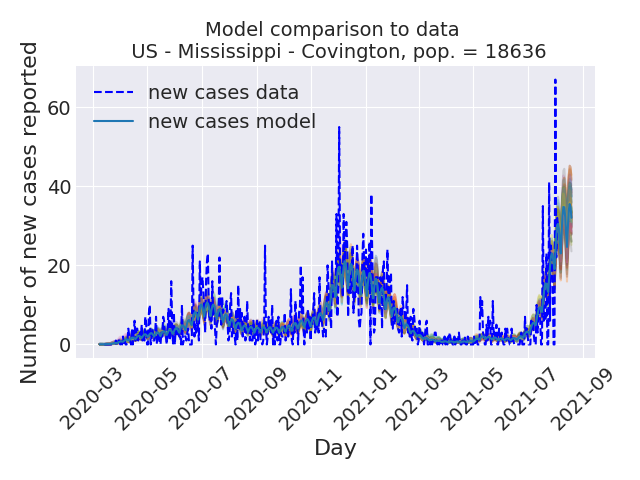 Model comparison to data
US - Mississippi - Covington, pop. = 18636
Number of new cases reported
new cases data
new cases model
60
40
20
0
2020-03
2020-05
2020-07
2020-09
2020-11
2021-01
2021-03
2021-05
2021-07
2021-09
Day